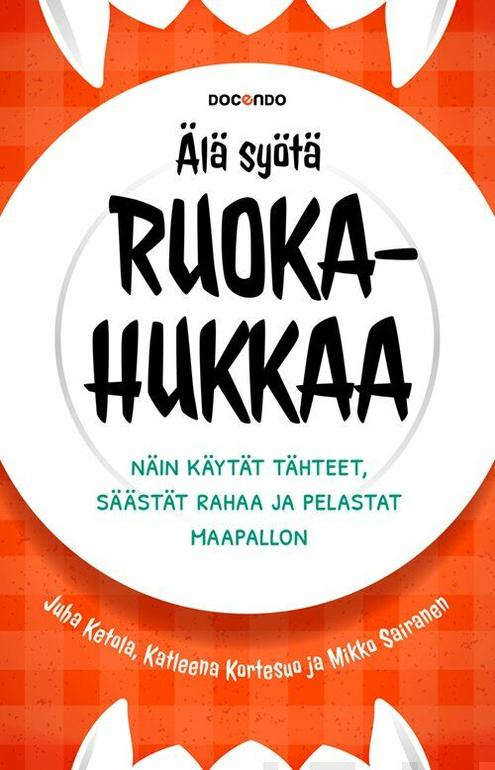 DOCENDO
Älä syötä
RUOKA-
HUKKAA
NÄIN KÄYTÄT TÄHTEET,
SÄÄSTÄT RAHAA JA PELASTAT
MAAPALLON
Juha Ketola, Katleena Kortesuo ja Mikko Sairanen